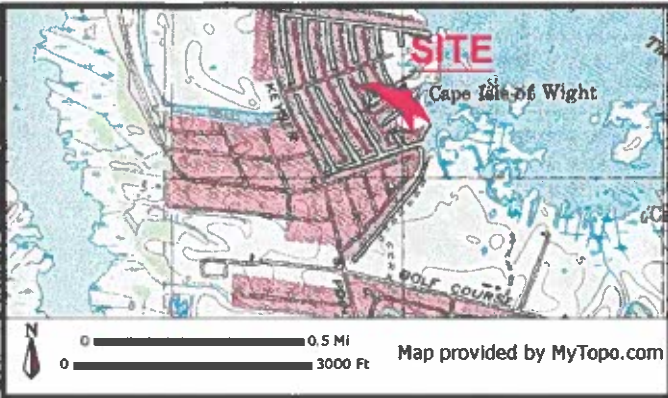 SITE
Cape Isle of Wight
GOLF COURSE
N
0 0.5 Mi
0 3000 Ft
Map provided by MyTopo.com